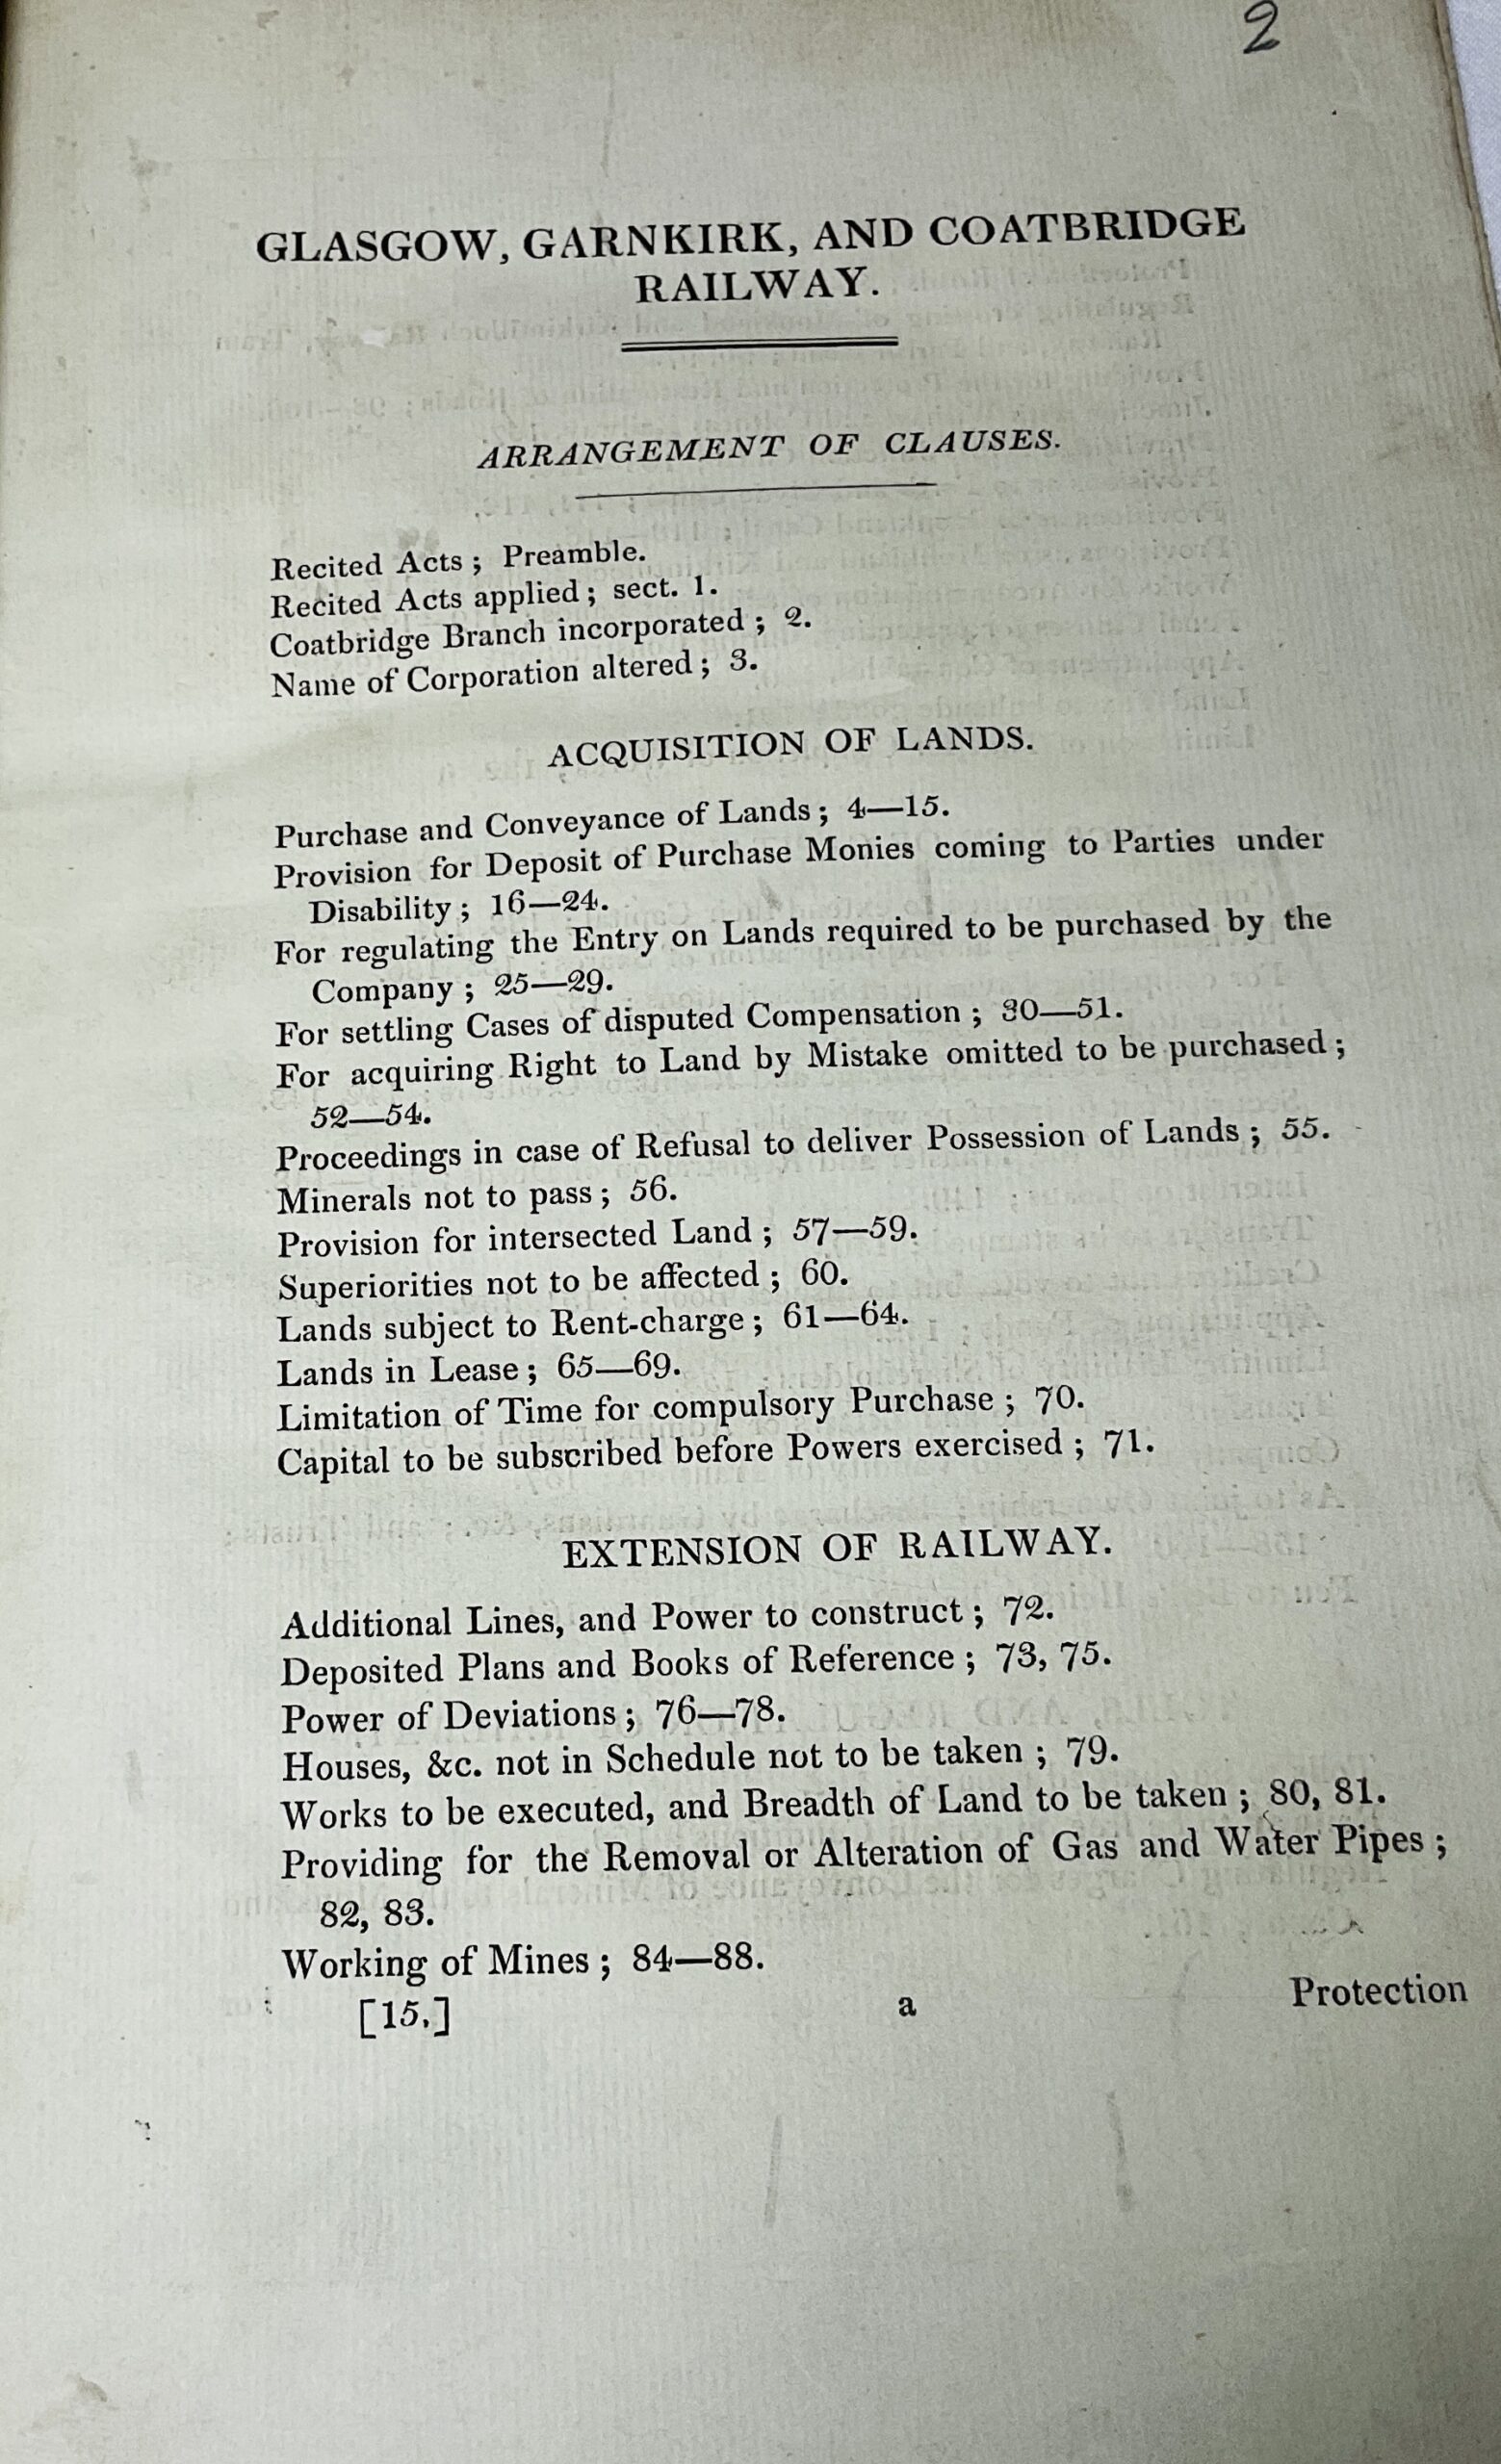 2
GLASGOW, GARNKIRK, AND COATBRIDGE
RAILWAY.
ARRANGEMENT OF CLAUSES.
Recited Acts; Preamble.
Recited Acts applied; sect. 1.
Coatbridge Branch incorporated; 2.
Name of Corporation altered; 3.
ACQUISITION OF LANDS.
Purchase and Conveyance of Lands; 4—15.
Provision for Deposit of Purchase Monies coming to Parties under
Disability; 16—24.
For regulating the Entry on Lands required to be purchased by the
Company; 25—29.
For settling Cases of disputed Compensation; 30—51.
For acquiring Right to Land by Mistake omitted to be purchased;
52—54.
Proceedings in case of Refusal to deliver Possession of Lands; 55.
Minerals not to pass; 56.
Provision for intersected Land; 57—59.
Superiorities not to be affected; 60.
Lands subject to Rent-charge; 61—64.
Lands in Lease; 65—69.
Limitation of Time for compulsory Purchase; 70.
Capital to be subscribed before Powers exercised; 71.
EXTENSION OF RAILWAY.
Additional Lines, and Power to construct; 72.
Deposited Plans and Books of Reference; 73, 75.
Power of Deviations; 76—78.
Houses, &c. not in Schedule not to be taken; 79.
Works to be executed, and Breadth of Land to be taken; 80, 81.
Providing for the Removal or Alteration of Gas and Water Pipes;
82, 83.
Working of Mines; 84—88.
[15.] a Protection